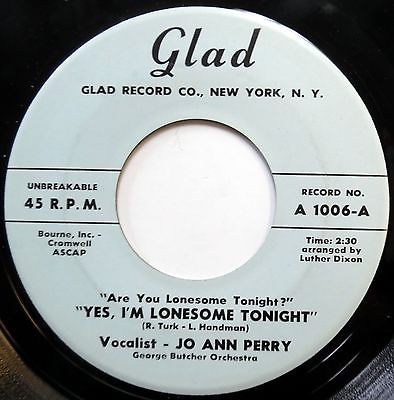 Glad
GLAD RECORD CO., NEW YORK, N. Y.
UNBREAKABLE
45 R.P.M.
Bourne, Inc. -
Cromwell
ASCAP
RECORD NO.
A 1006-A
Time: 2:30
arranged by
Luther Dixon
"Are You Lonesome Tonight?"
"YES, I'M LONESOME TONIGHT"
(R. Turk - L. Handman)
Vocalist - JO ANN PERRY
George Butcher Orchestra